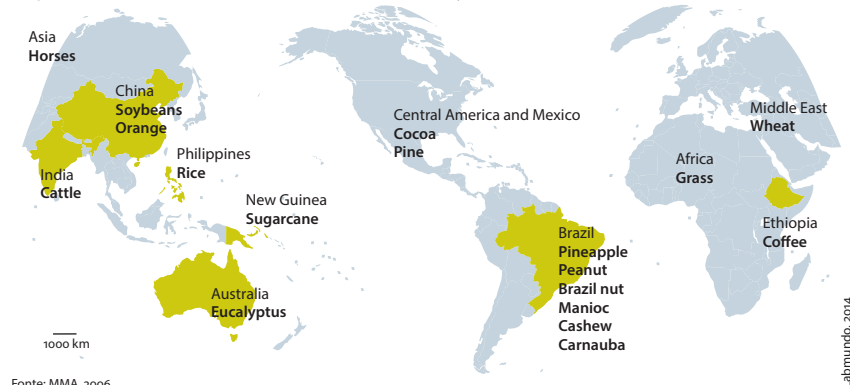 Asia
Horses
China
Soybeans
Orange
India
Cattle
Philippines
Rice
New Guinea
Sugarcane
Australia
Eucalyptus
1000 km
Central America and Mexico
Cocoa
Pine
Brazil
Pineapple
Peanut
Brazil nut
Manioc
Cashew
Carnauba
Middle East
Wheat
Africa
Grass
Ethiopia
Coffee
Fonte: MMA, 2006
abmundo, 2014